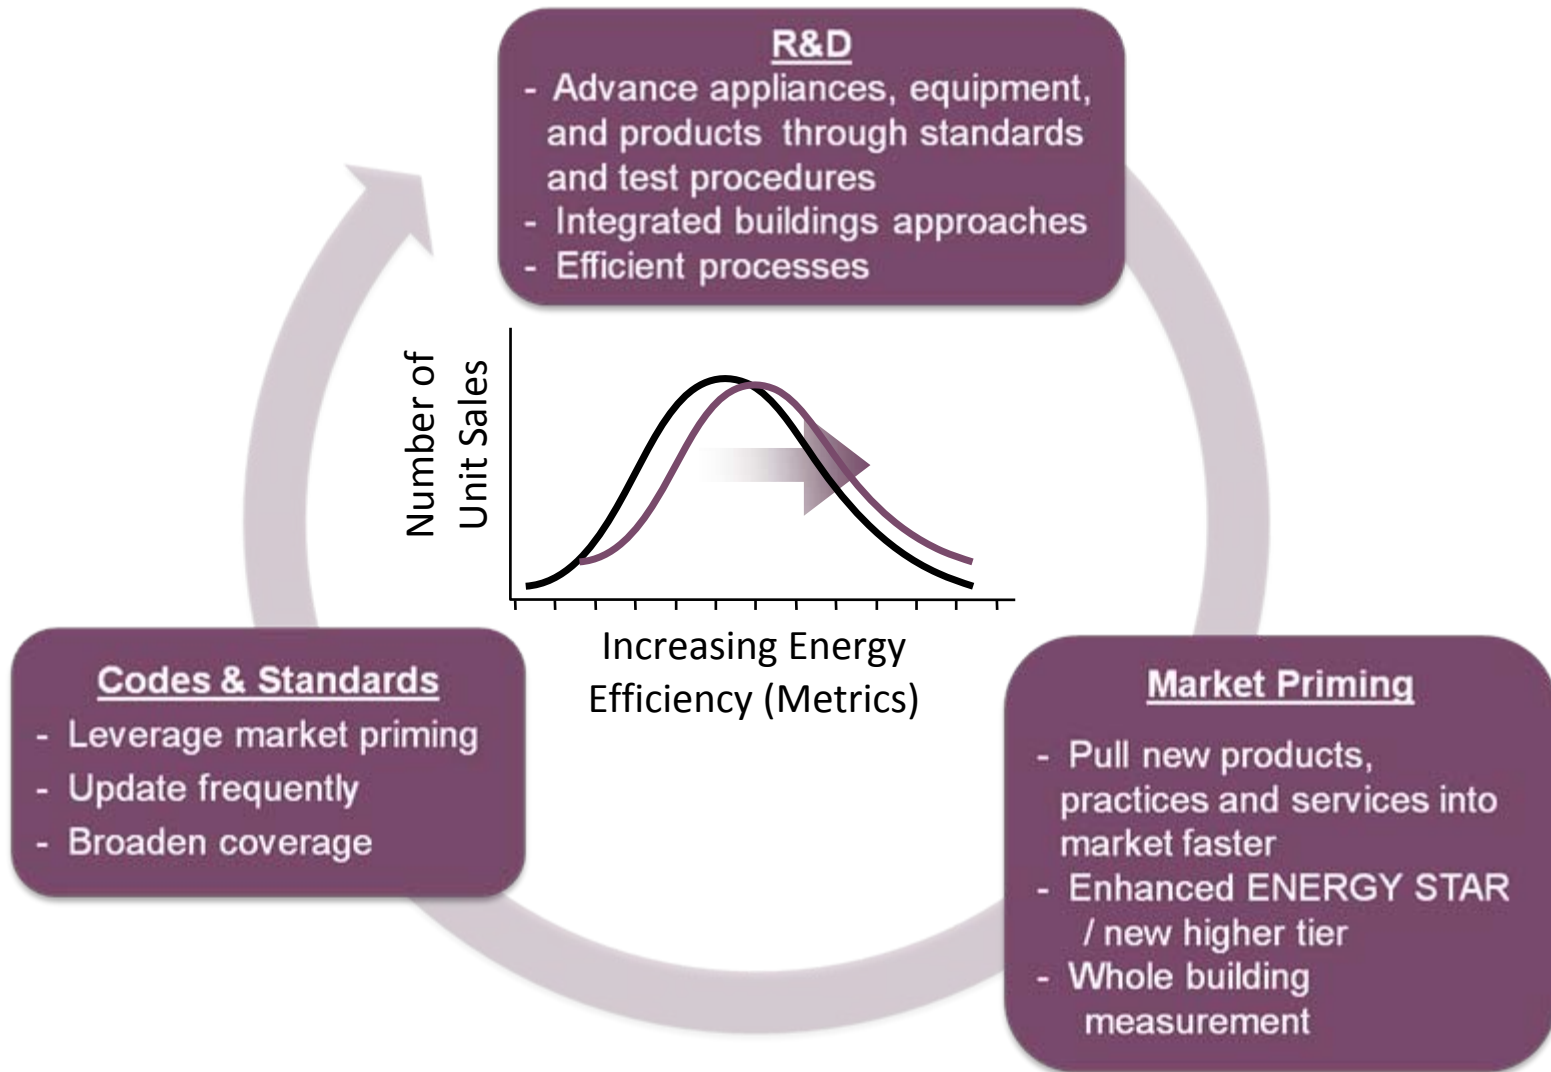 R&D
- Advance appliances, equipment,
and products through standards
and test procedures
- Integrated buildings approaches
- Efficient processes
Number of
Unit Sales
Increasing Energy
Efficiency (Metrics)
Codes & Standards
- Leverage market priming
- Update frequently
- Broaden coverage
Market Priming
- Pull new products,
practices and services into
market faster
- Enhanced ENERGY STAR
/ new higher tier
- Whole building
measurement